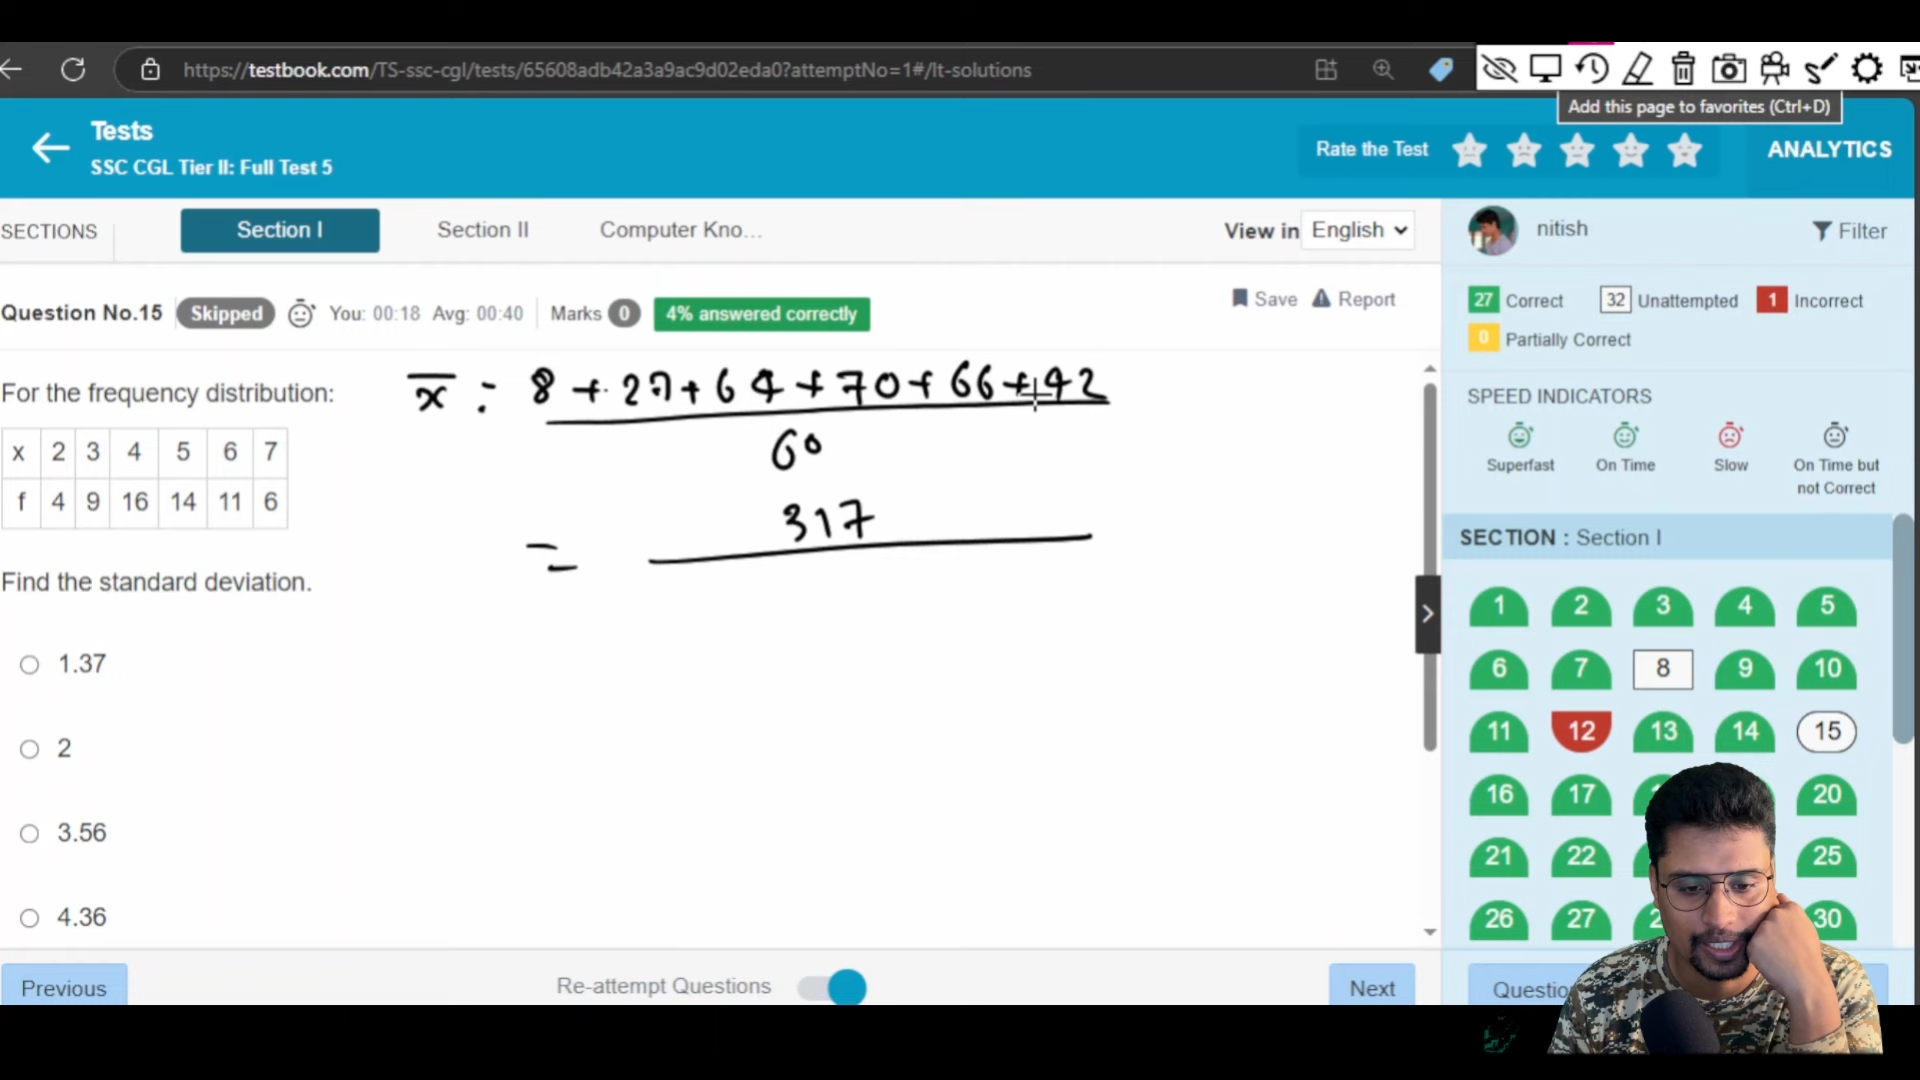 https://testbook.com/TS-ssc-cgl/tests/65608adb42a3a9ac9d02eda0?attemptNo=1#/lt-solutions
Add this page to favorites (Ctrl+D)
Tests
SSC CGL Tier II: Full Test 5
Rate the Test
ANALYTICS
SECTIONS
Section I
Section II
Computer Kno...
View in English
nitish
Filter
Question No.15 Skipped You: 00:18 Avg: 00:40 Marks 0 4% answered correctly
Save Report
27 Correct 32 Unattempted 1 Incorrect
0 Partially Correct
For the frequency distribution:
x 2 3 4 5 6 7
f 4 9 16 14 11 6
Find the standard deviation.
1.37
2
3.56
4.36
x̄ : 8 + 27 + 64 + 70 + 66 + 42
60
= 317
SPEED INDICATORS
Superfast On Time Slow On Time but
not Correct
SECTION : Section I
1 2 3 4 5
6 7 8 9 10
11 12 13 14 15
16 17 20
21 22 25
26 27 30
Previous
Re-attempt Questions
Next